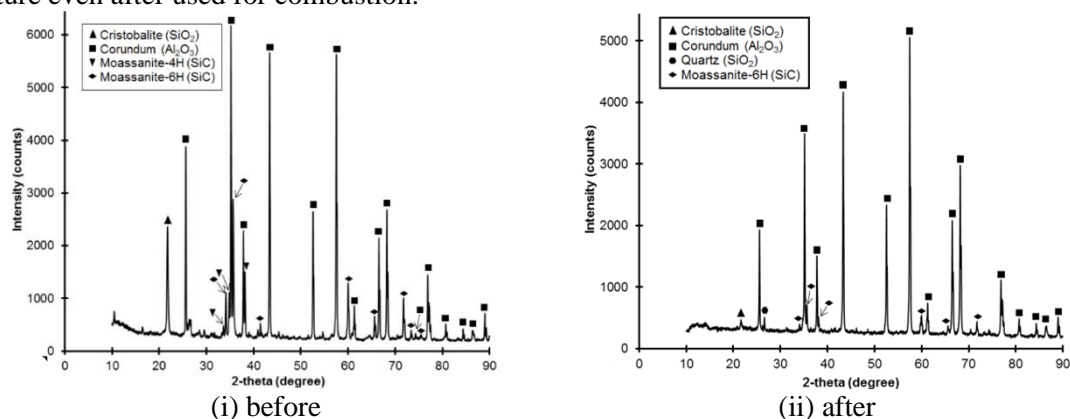 ture even after used for combustion.
▲ Cristobalite (SiO₂)
■ Corundum (Al₂O₃)
▼ Moassanite-4H (SiC)
◆ Moassanite-6H (SiC)
Intensity (counts)
6000
5000
4000
3000
2000
1000
0
0 10 20 30 40 50 60 70 80 90
2-theta (degree)
(i) before
▲ Cristobalite (SiO₂)
■ Corundum (Al₂O₃)
● Quartz (SiO₂)
◆ Moassanite-6H (SiC)
Intensity (counts)
5000
4000
3000
2000
1000
0
0 10 20 30 40 50 60 70 80 90
2-theta (degree)
(ii) after